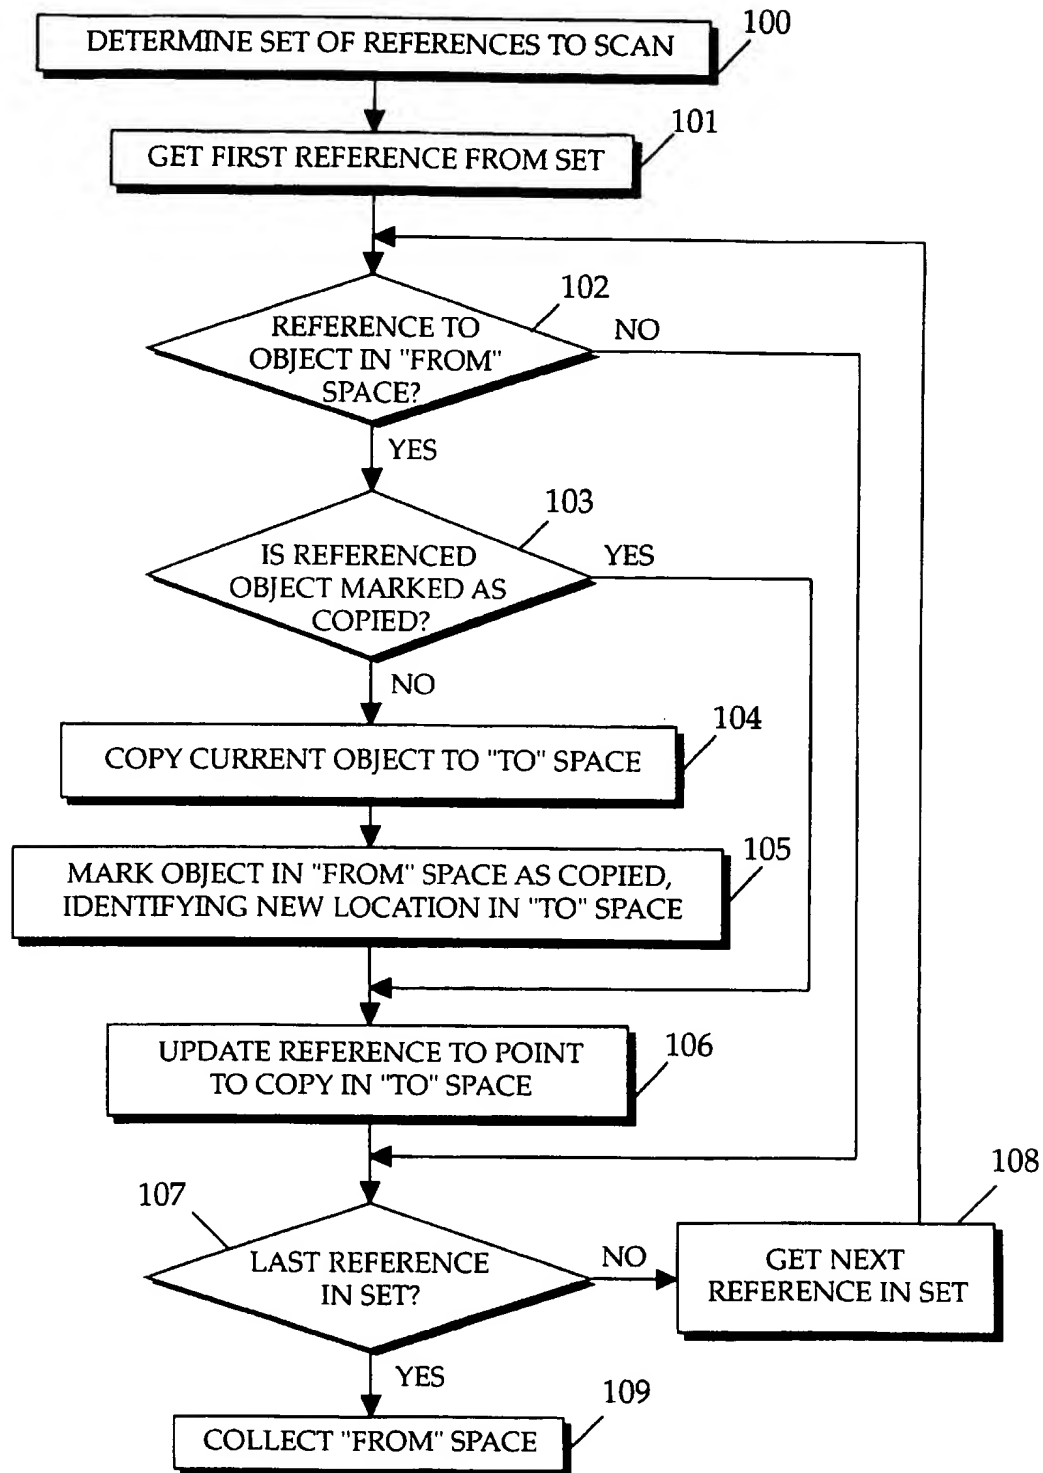 100
DETERMINE SET OF REFERENCES TO SCAN
101
GET FIRST REFERENCE FROM SET
102
REFERENCE TO
OBJECT IN "FROM"
SPACE?
NO
YES
103
IS REFERENCED
OBJECT MARKED AS
COPIED?
YES
NO
104
COPY CURRENT OBJECT TO "TO" SPACE
105
MARK OBJECT IN "FROM" SPACE AS COPIED,
IDENTIFYING NEW LOCATION IN "TO" SPACE
106
UPDATE REFERENCE TO POINT
TO COPY IN "TO" SPACE
107
LAST REFERENCE
IN SET?
NO
108
GET NEXT
REFERENCE IN SET
YES
109
COLLECT "FROM" SPACE